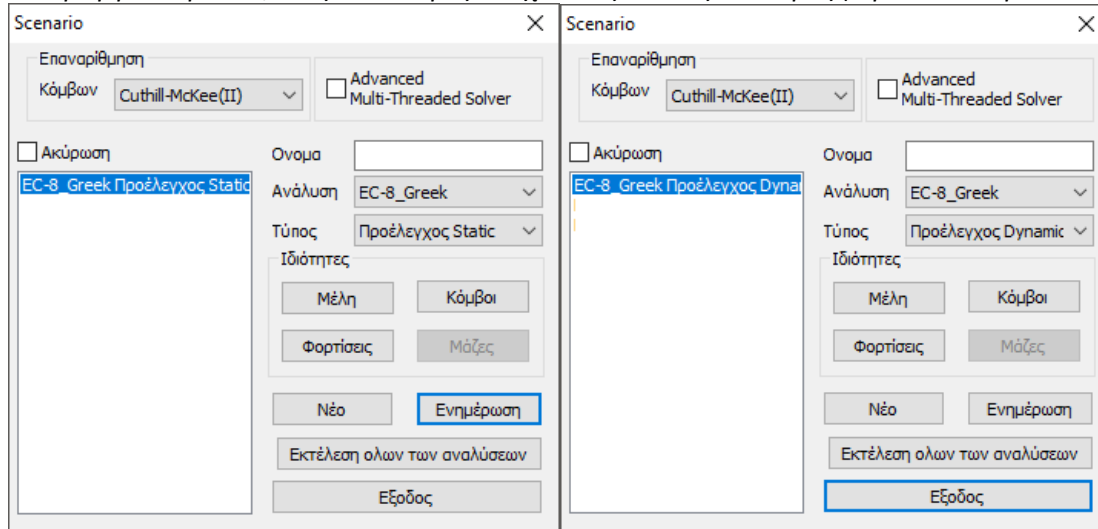 Scenario
Επαναρίθμηση
Κόμβων Cuthill-McKee(II)
Advanced
Multi-Threaded Solver
Ακύρωση
EC-8_Greek Προέλεγχος Static
Ονομα
Ανάλυση EC-8_Greek
Τύπος Προέλεγχος Static
Ιδιότητες
Μέλη Κόμβοι
Φορτίσεις Μάζες
Νέο Ενημέρωση
Εκτέλεση ολων των αναλύσεων
Εξοδος
Scenario
Επαναρίθμηση
Κόμβων Cuthill-McKee(II)
Advanced
Multi-Threaded Solver
Ακύρωση
EC-8_Greek Προέλεγχος Dynar
Ονομα
Ανάλυση EC-8_Greek
Τύπος Προέλεγχος Dynamic
Ιδιότητες
Μέλη Κόμβοι
Φορτίσεις Μάζες
Νέο Ενημέρωση
Εκτέλεση ολων των αναλύσεων
Εξοδος